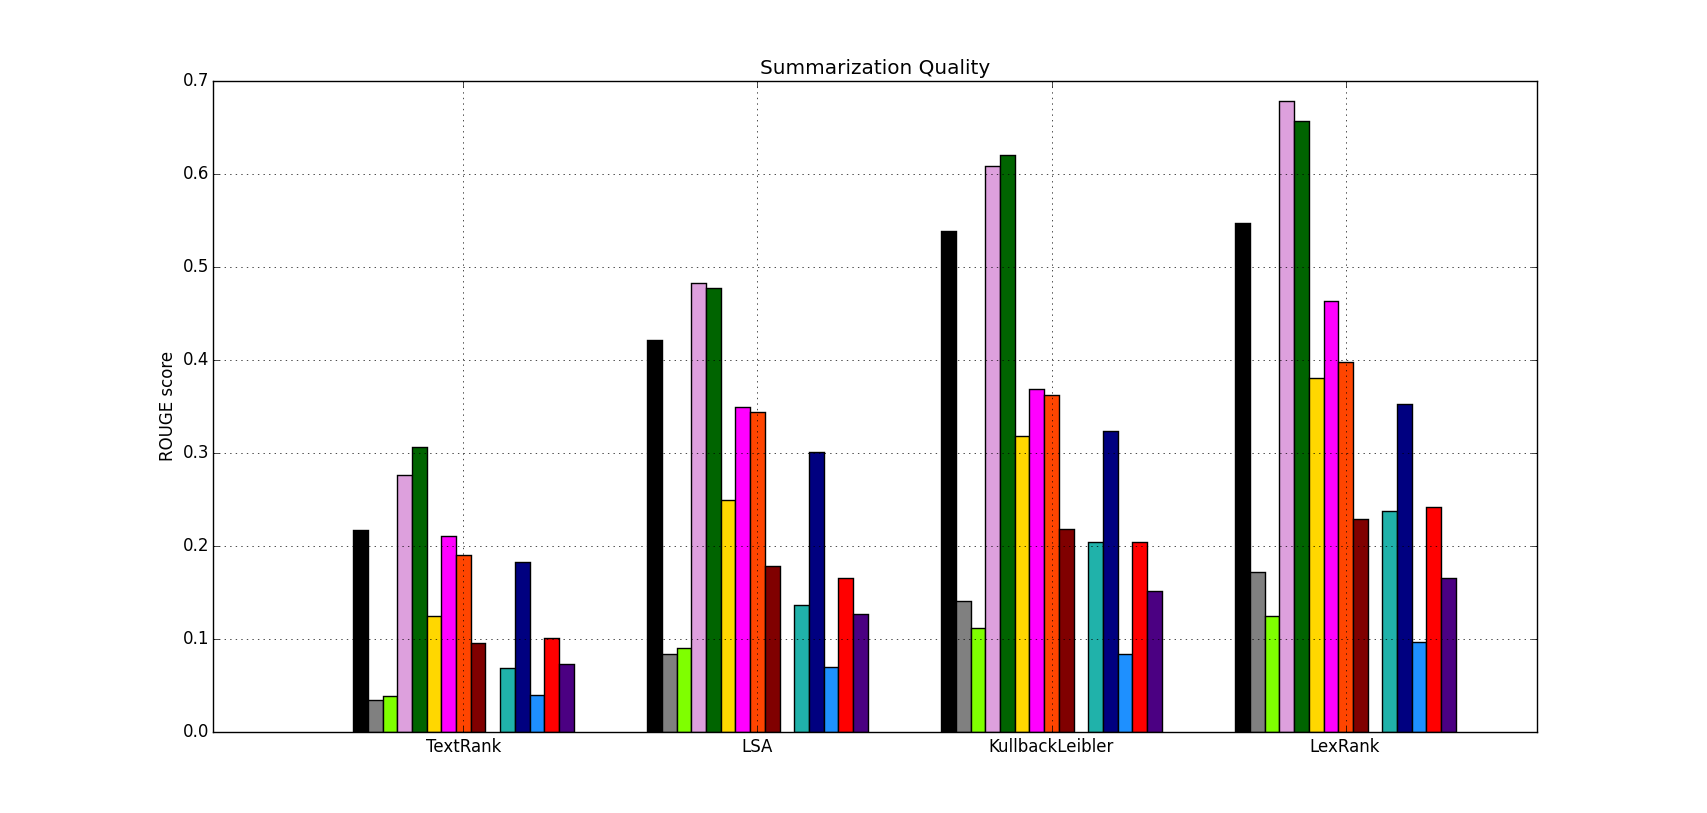 Summarization Quality
0.7
0.6
0.5
0.4
0.3
0.2
0.1
0.0
ROUGE score
TextRank
LSA
KullbackLeibler
LexRank